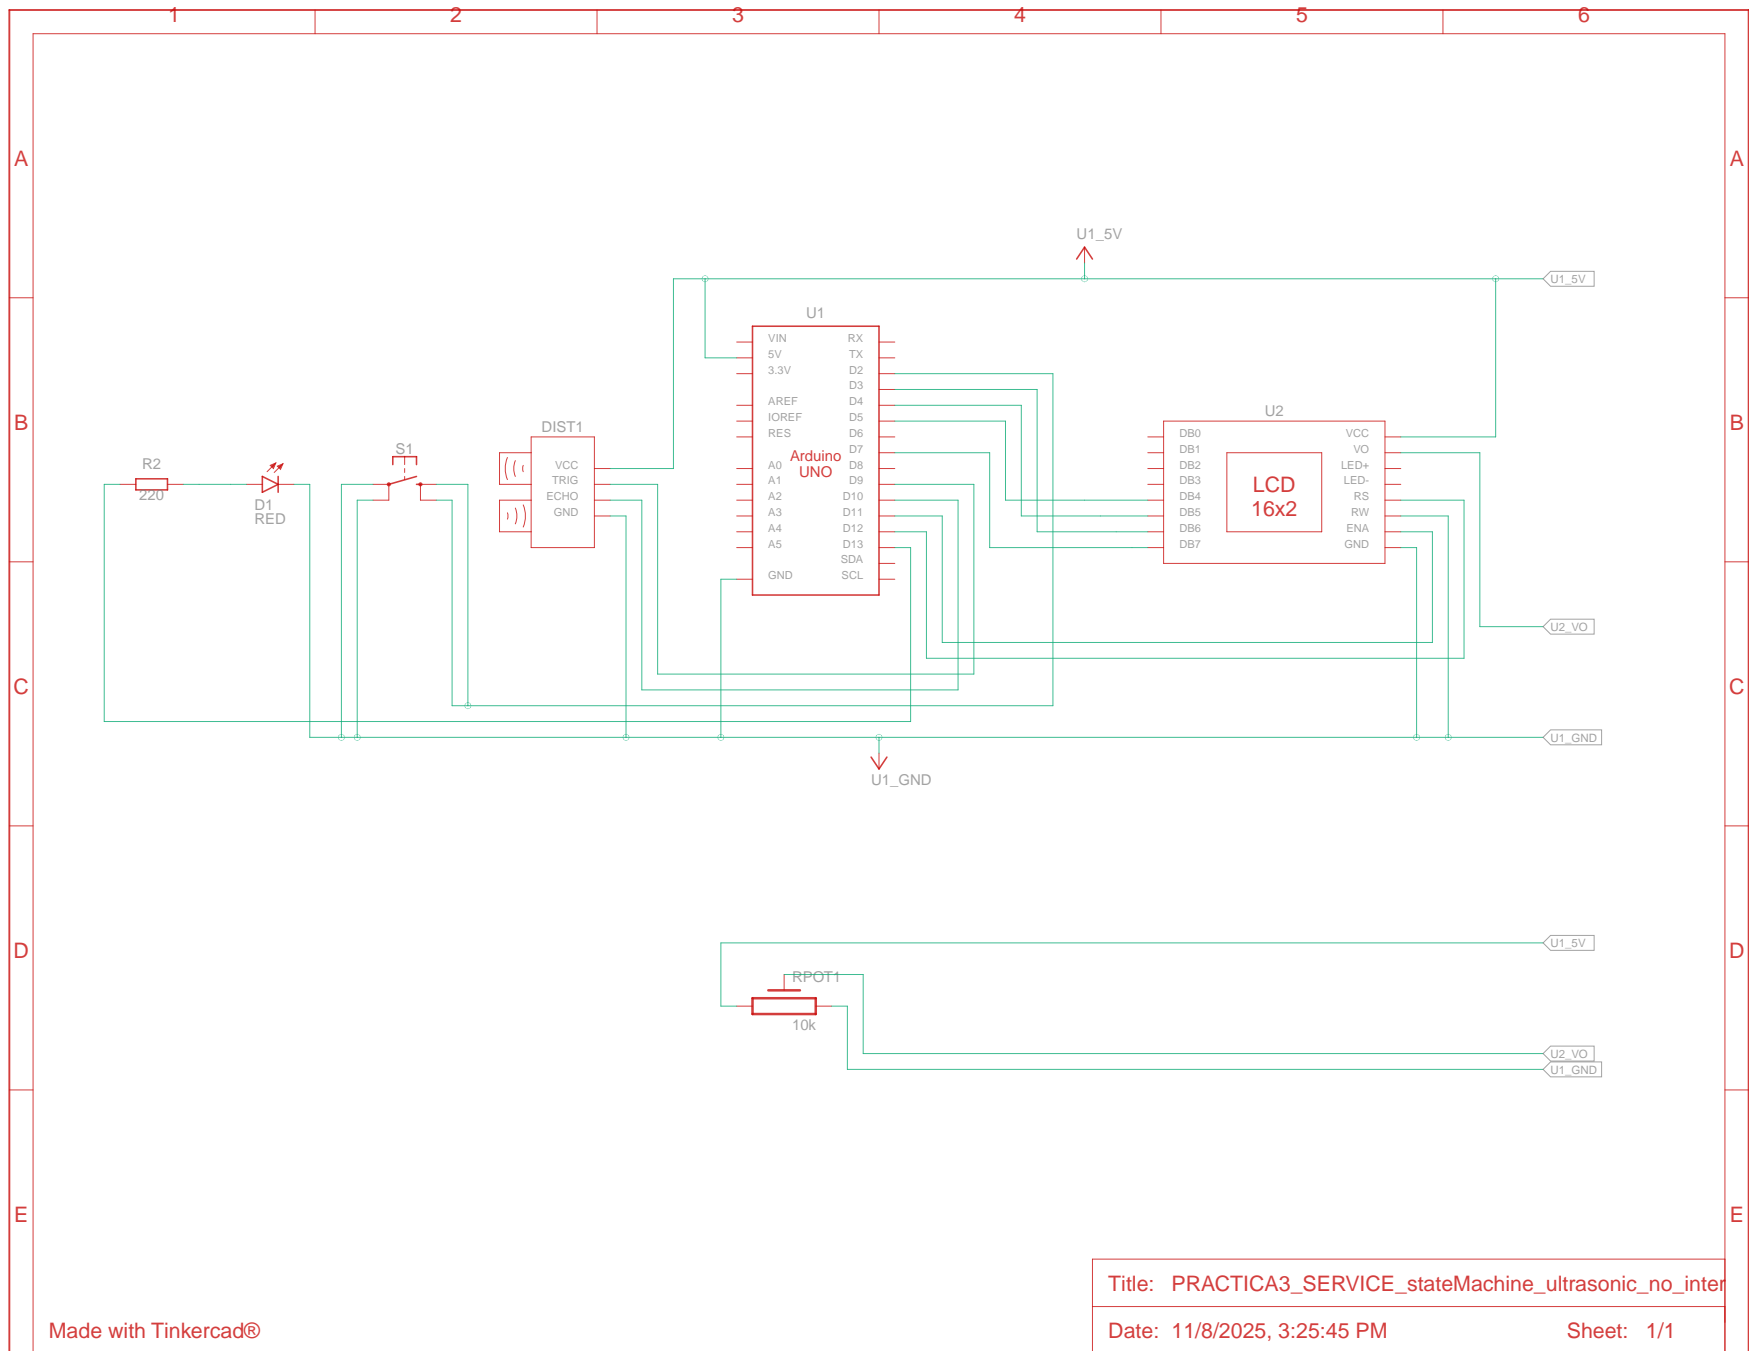 1 2 3 4 5 6
A A
U1_5V
U1_5V
U1
VIN RX
5V TX
3.3V D2
D3
AREF D4
IOREF D5
RES D6
D7
A0 D8
A1 D9
A2 D10
A3 D11
A4 D12
A5 D13
SDA
GND SCL
Arduino
UNO
B B
U2
DB0 VCC
DB1 VO
DB2 LED+
DB3 LED-
DB4 RS
DB5 RW
DB6 ENA
DB7 GND
LCD
16x2
DIST1
VCC
TRIG
ECHO
GND
S1
R2
220
D1
RED
U2_VO
C C
U1_GND
U1_GND
D D
U1_5V
RPOT1
10k
U2_VO
U1_GND
E E
Title: PRACTICA3_SERVICE_stateMachine_ultrasonic_no_inter
Made with Tinkercad®
Date: 11/8/2025, 3:25:45 PM Sheet: 1/1